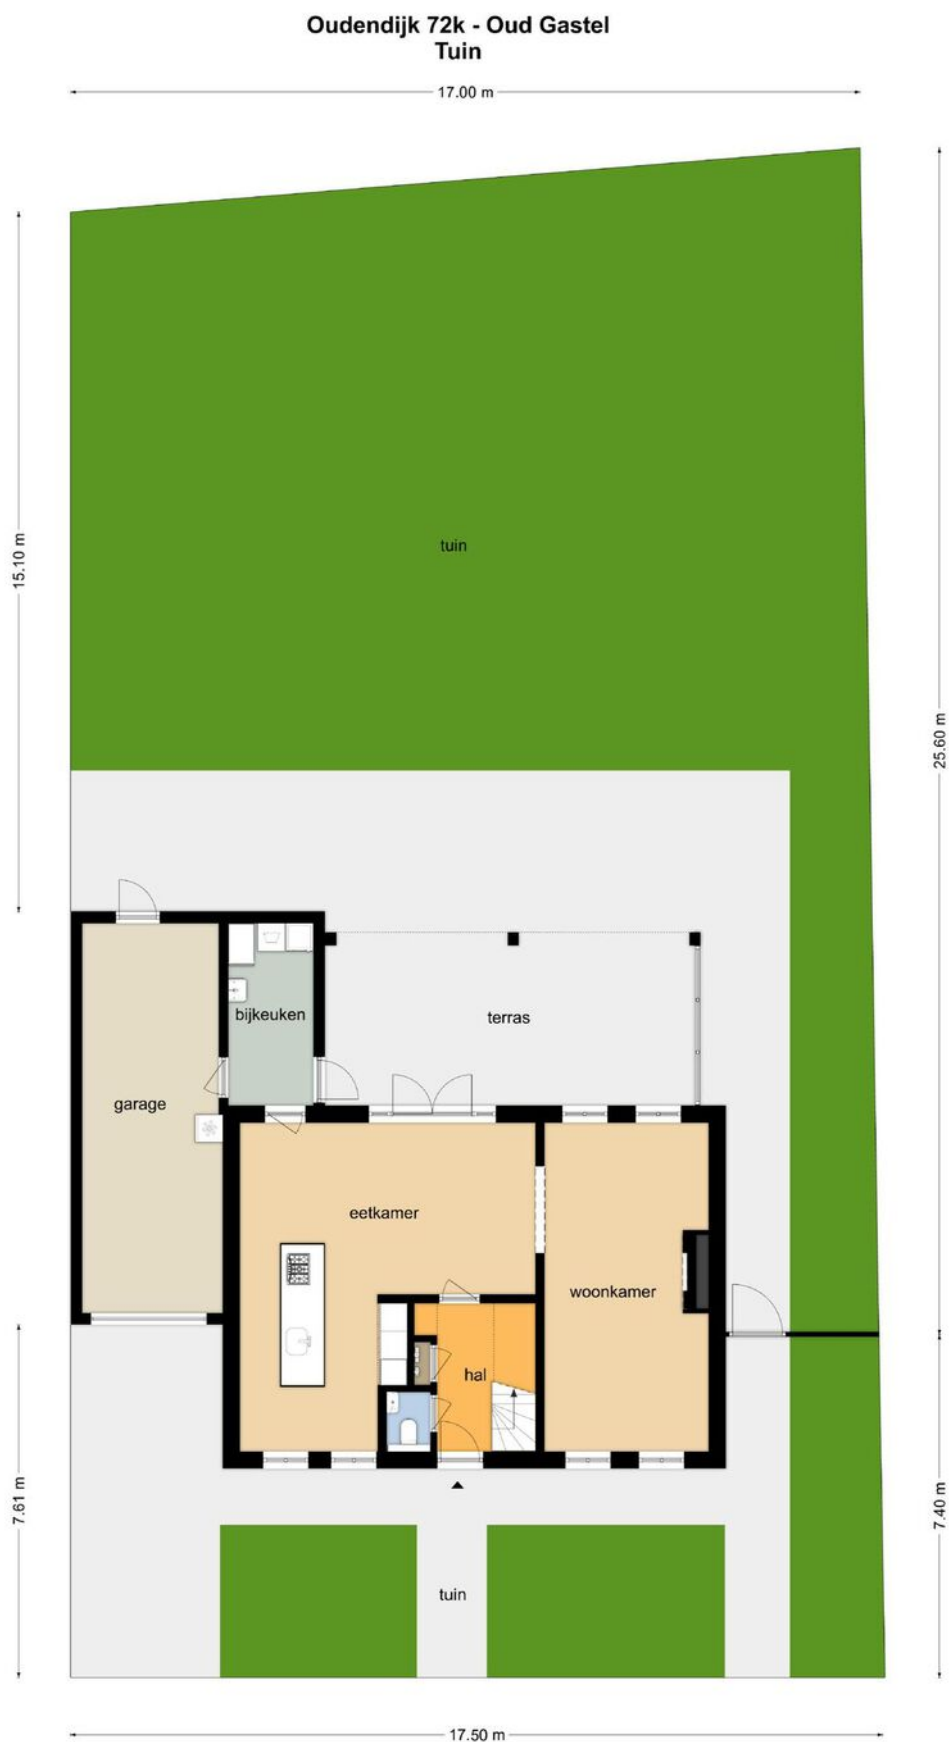 Oudendijk 72k - Oud Gastel
Tuin
17.00 m
15.10 m
tuin
25.60 m
bijkeuken
terras
garage
eetkamer
woonkamer
hal
7.61 m
7.40 m
tuin
17.50 m